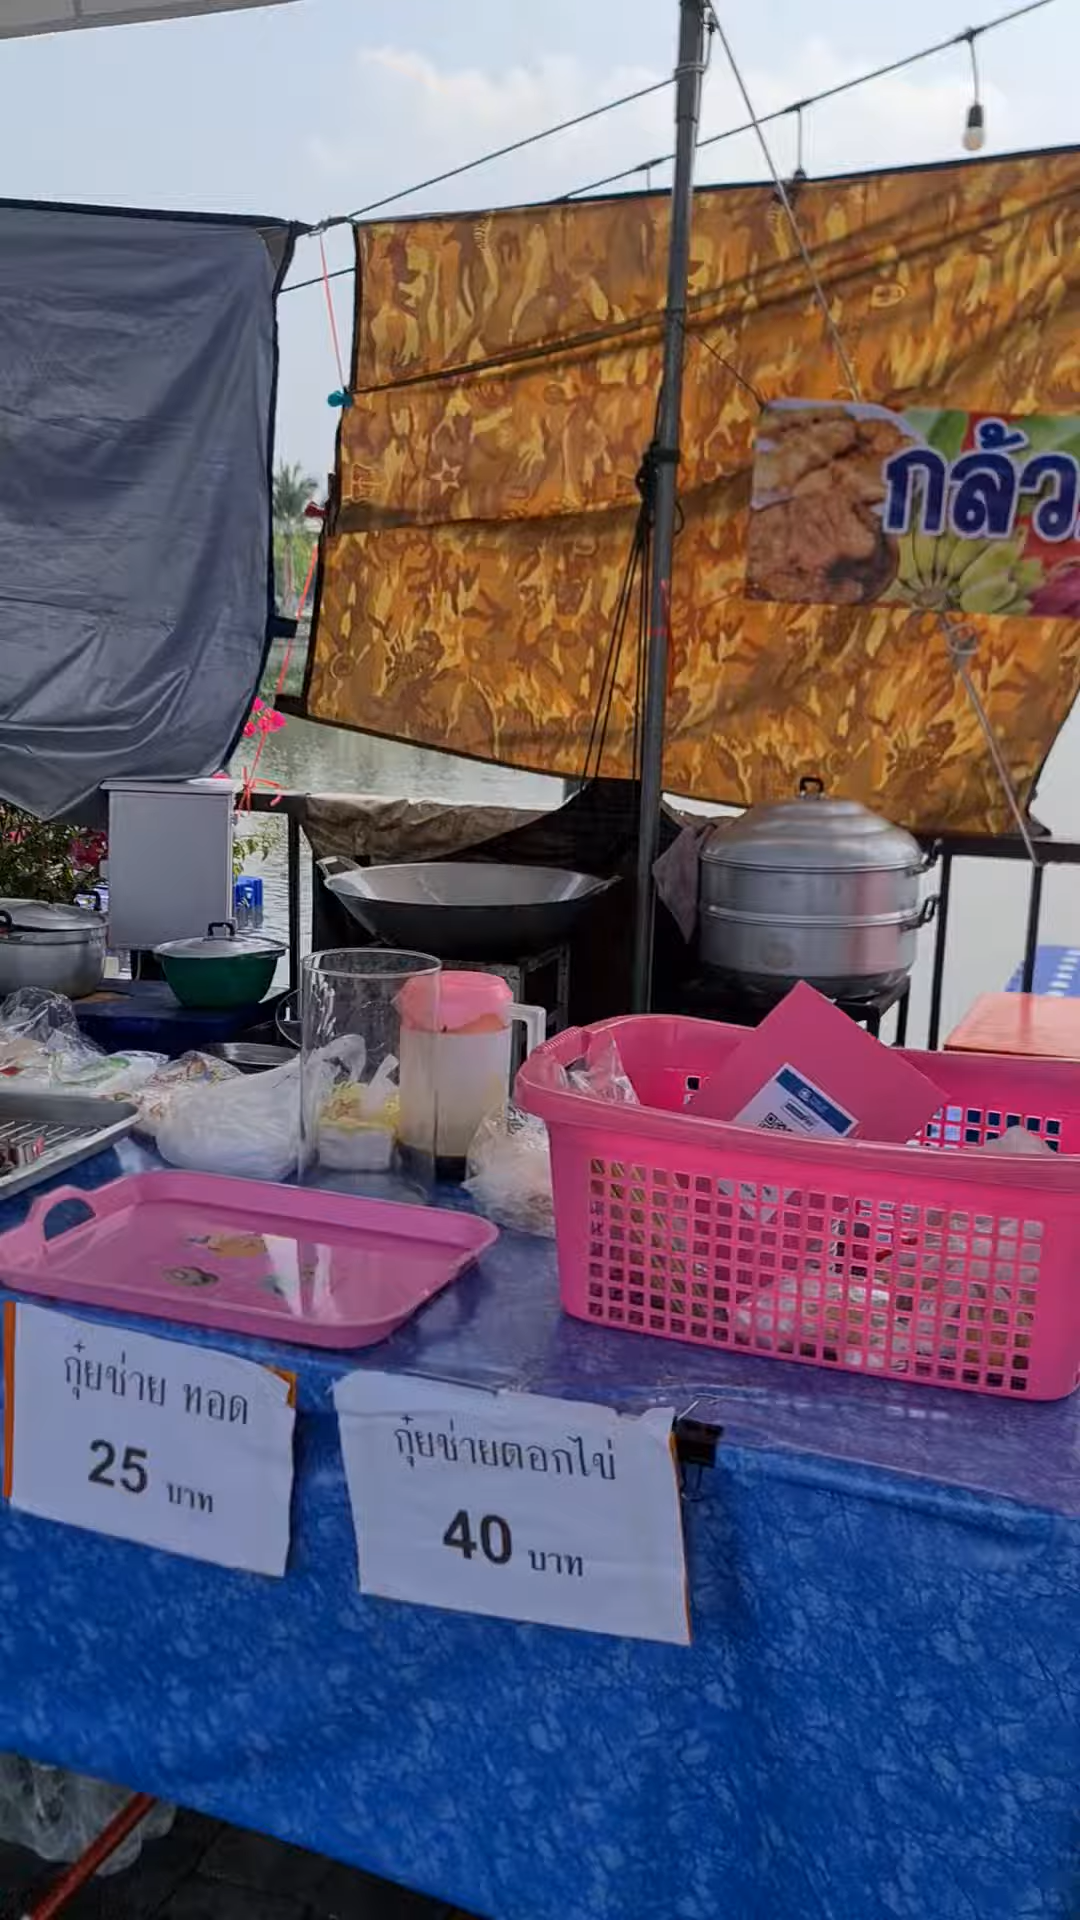 กล้ว
กุ๋ยช่าย ทอด
25 บาท
กุ๋ยช่ายตอกไข่
40 บาท